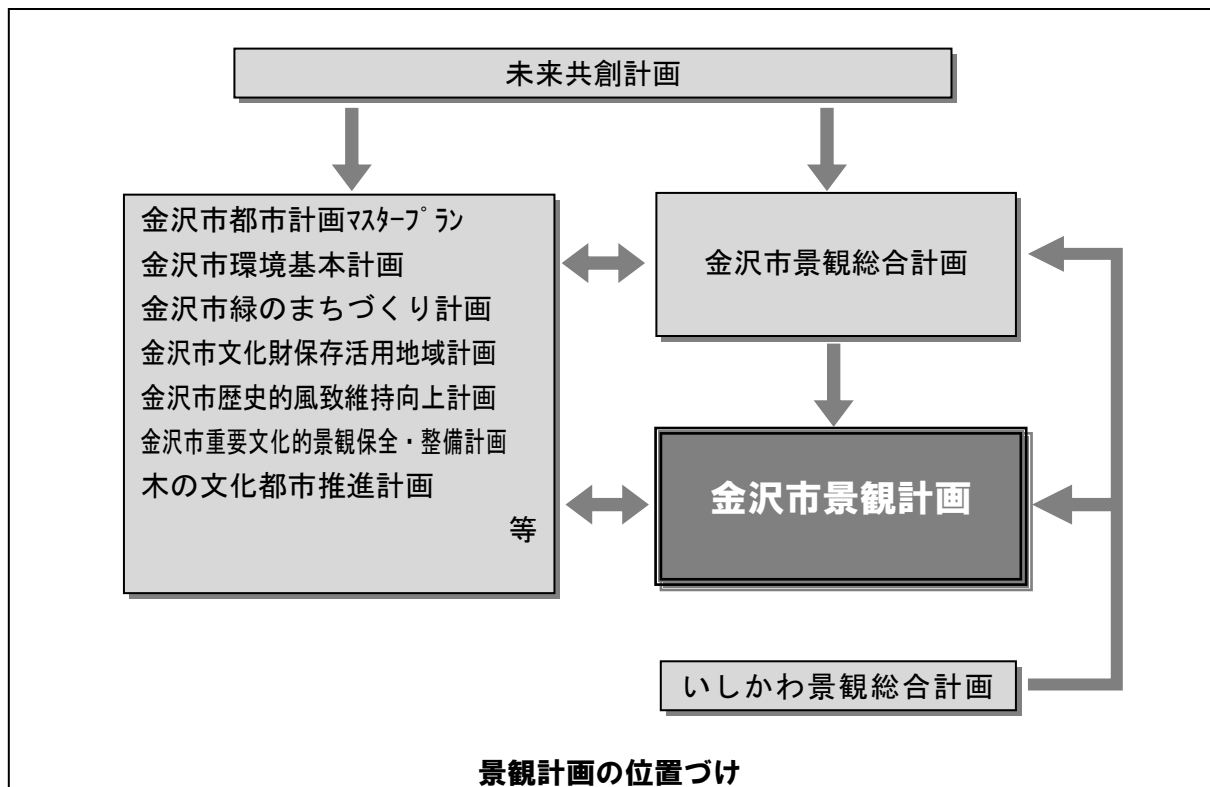 未来共創計画
金沢市都市計画ﾏｽﾀｰﾌﾟﾗﾝ
金沢市環境基本計画
金沢市緑のまちづくり計画
金沢市文化財保存活用地域計画
金沢市歴史的風致維持向上計画
金沢市重要文化的景観保全・整備計画
木の文化都市推進計画
等
金沢市景観総合計画
金沢市景観計画
いしかわ景観総合計画
景観計画の位置づけ